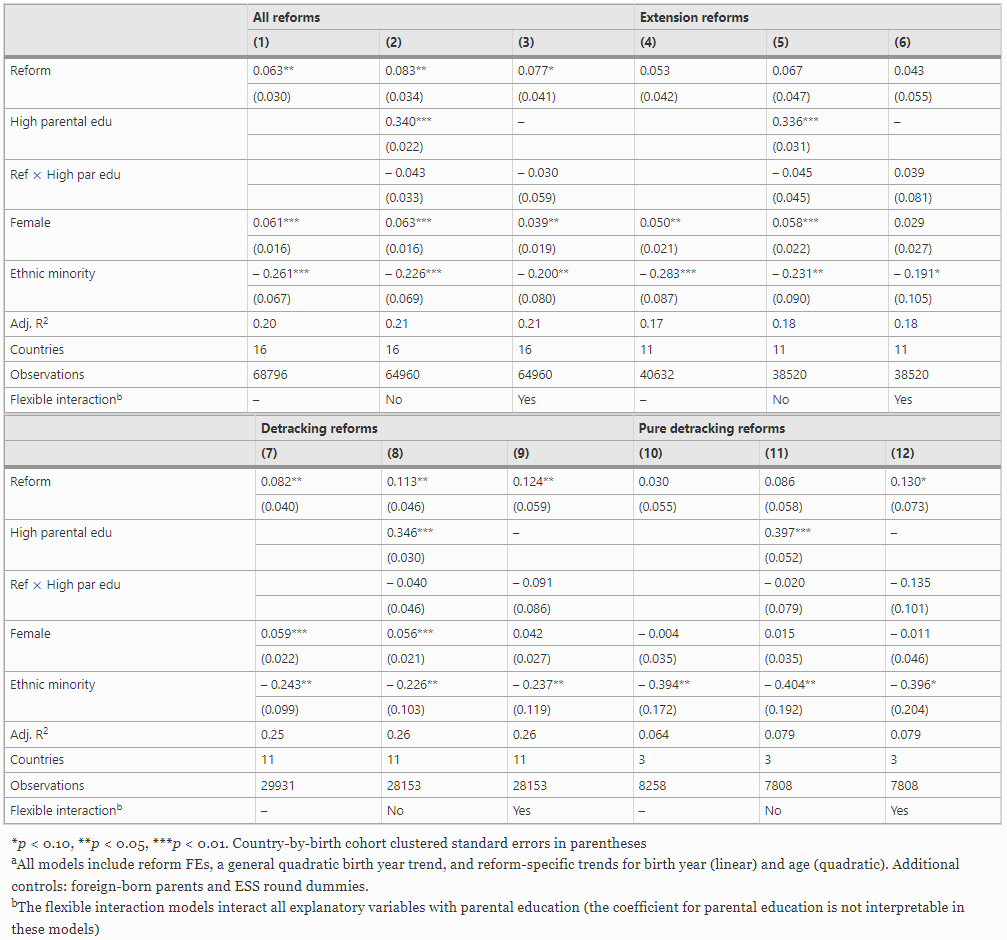 All reforms Extension reforms
(1) (2) (3) (4) (5) (6)
Reform 0.063** 0.083** 0.077* 0.053 0.067 0.043
(0.030) (0.034) (0.041) (0.042) (0.047) (0.055)
High parental edu 0.340*** – 0.336*** –
(0.022) (0.031)
Ref × High par edu – 0.043 – 0.030 – 0.045 0.039
(0.033) (0.059) (0.045) (0.081)
Female 0.061*** 0.063*** 0.039** 0.050** 0.058*** 0.029
(0.016) (0.016) (0.019) (0.021) (0.022) (0.027)
Ethnic minority – 0.261*** – 0.226*** – 0.200** – 0.283*** – 0.231** – 0.191*
(0.067) (0.069) (0.080) (0.087) (0.090) (0.105)
Adj. R² 0.20 0.21 0.21 0.17 0.18 0.18
Countries 16 16 16 11 11 11
Observations 68796 64960 64960 40632 38520 38520
Flexible interactionᵇ – No Yes – No Yes
Detracking reforms Pure detracking reforms
(7) (8) (9) (10) (11) (12)
Reform 0.082** 0.113** 0.124** 0.030 0.086 0.130*
(0.040) (0.046) (0.059) (0.055) (0.058) (0.073)
High parental edu 0.346*** – 0.397*** –
(0.030) (0.052)
Ref × High par edu – 0.040 – 0.091 – 0.020 – 0.135
(0.046) (0.086) (0.079) (0.101)
Female 0.059*** 0.056*** 0.042 – 0.004 0.015 – 0.011
(0.022) (0.021) (0.027) (0.035) (0.035) (0.046)
Ethnic minority – 0.243** – 0.226** – 0.237** – 0.394** – 0.404** – 0.396*
(0.099) (0.103) (0.119) (0.172) (0.192) (0.204)
Adj. R² 0.25 0.26 0.26 0.064 0.079 0.079
Countries 11 11 11 3 3 3
Observations 29931 28153 28153 8258 7808 7808
Flexible interactionᵇ – No Yes – No Yes
*p < 0.10, **p < 0.05, ***p < 0.01. Country-by-birth cohort clustered standard errors in parentheses
ᵃAll models include reform FEs, a general quadratic birth year trend, and reform-specific trends for birth year (linear) and age (quadratic). Additional
controls: foreign-born parents and ESS round dummies.
ᵇThe flexible interaction models interact all explanatory variables with parental education (the coefficient for parental education is not interpretable in
these models)